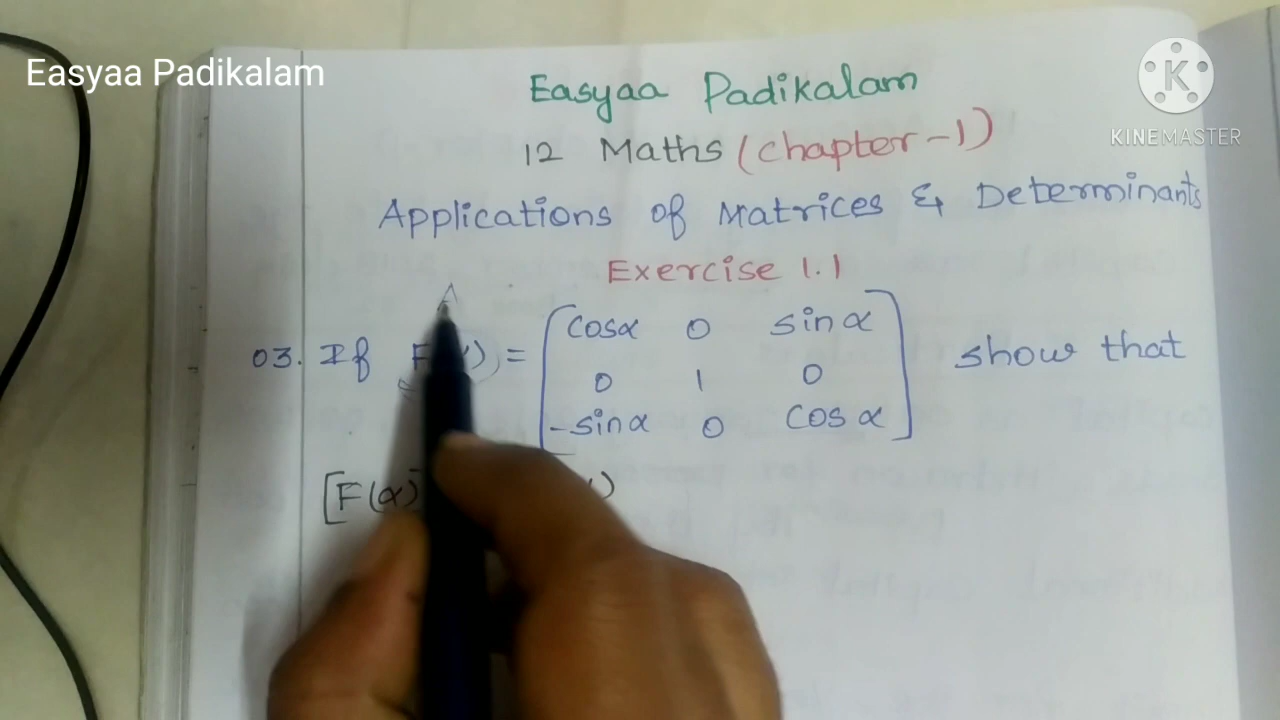 Easyaa Padikalam
Easyaa Padikalam
KINEMASTER
12 Maths (chapter-1)
Applications of Matrices & Determinants
Exercise 1.1
03. If F( ) = [cosα 0 sinα
0 1 0
-sinα 0 cosα] show that
[F(α)